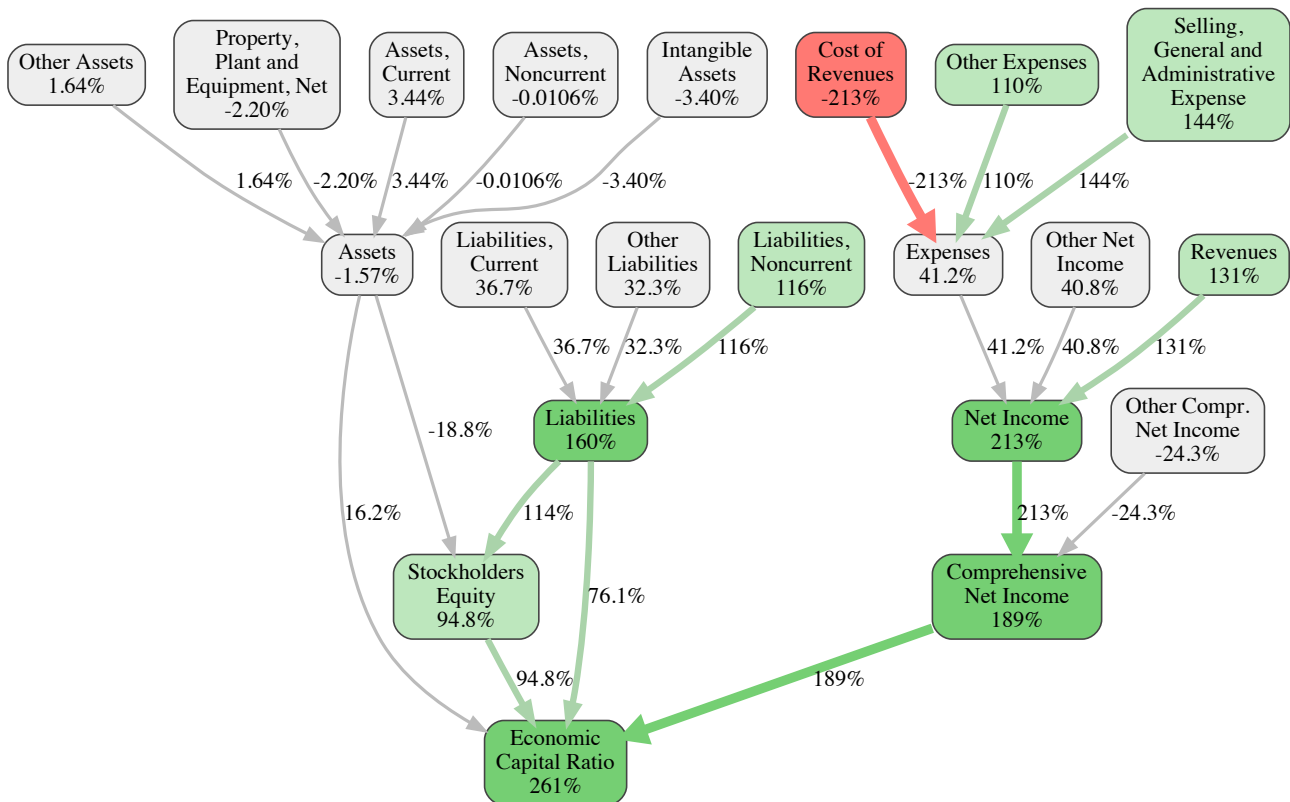 Other Assets
1.64%
Property,
Plant and
Equipment, Net
-2.20%
Assets,
Current
3.44%
Assets,
Noncurrent
-0.0106%
Intangible
Assets
-3.40%
Cost of
Revenues
-213%
Other Expenses
110%
Selling,
General and
Administrative
Expense
144%
1.64%
-2.20%
3.44%
-0.0106%
-3.40%
-213%
110%
144%
Assets
-1.57%
Liabilities,
Current
36.7%
Other
Liabilities
32.3%
Liabilities,
Noncurrent
116%
Expenses
41.2%
Other Net
Income
40.8%
Revenues
131%
36.7%
32.3%
116%
41.2%
40.8%
131%
-18.8%
Liabilities
160%
Net Income
213%
Other Compr.
Net Income
-24.3%
16.2%
114%
213%
-24.3%
Stockholders
Equity
94.8%
76.1%
Comprehensive
Net Income
189%
94.8%
189%
Economic
Capital Ratio
261%